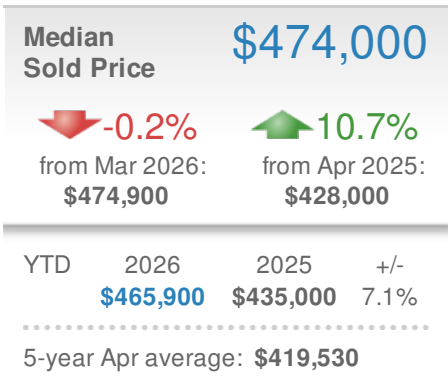 Median
Sold Price
$474,000
-0.2%
from Mar 2026:
$474,900
10.7%
from Apr 2025:
$428,000
YTD 2026 2025 +/-
$465,900 $435,000 7.1%
5-year Apr average: $419,530